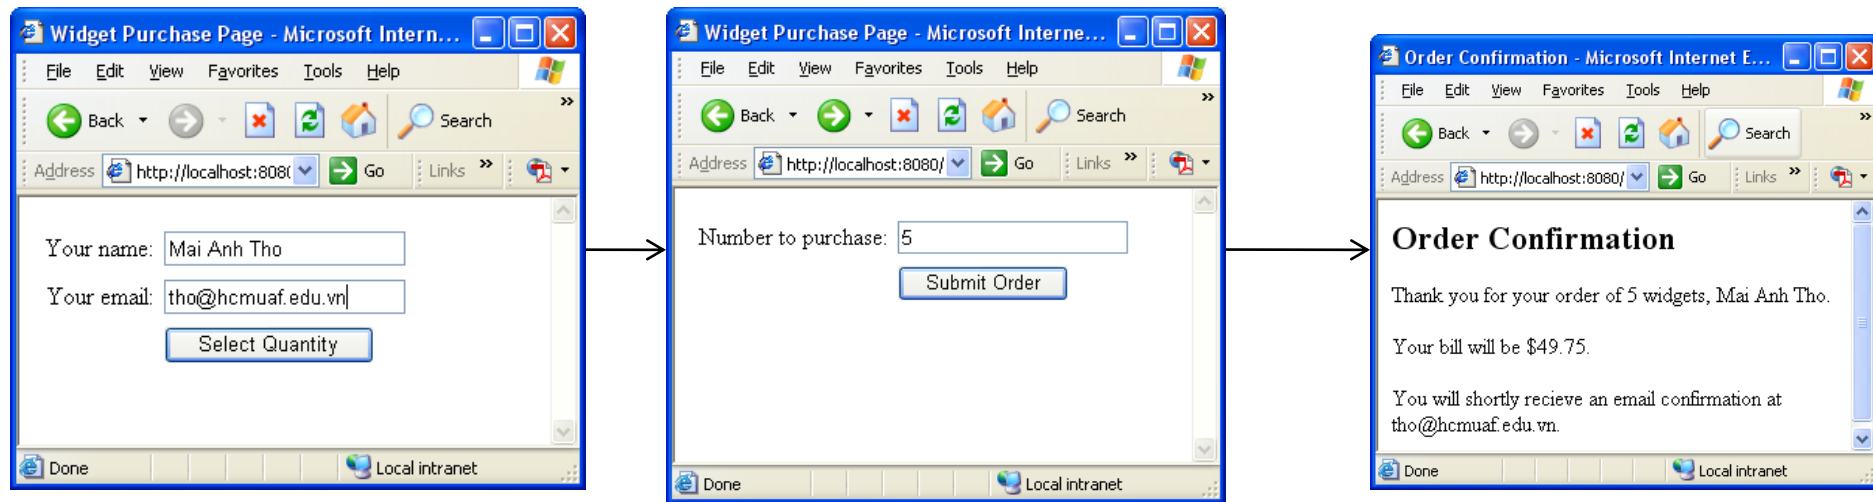 Widget Purchase Page - Microsoft Intern...
File Edit View Favorites Tools Help
Back Search
Address http://localhost:808( Go Links
Your name: Mai Anh Tho
Your email: tho@hcmuaf.edu.vn
Select Quantity
Done Local intranet
Widget Purchase Page - Microsoft Interne...
File Edit View Favorites Tools Help
Back Search
Address http://localhost:8080/ Go Links
Number to purchase: 5
Submit Order
Done Local intranet
Order Confirmation - Microsoft Internet E...
File Edit View Favorites Tools Help
Back Search
Address http://localhost:8080/ Go Links
Order Confirmation
Thank you for your order of 5 widgets, Mai Anh Tho.
Your bill will be $49.75.
You will shortly recieve an email confirmation at
tho@hcmuaf.edu.vn.
Done Local intranet